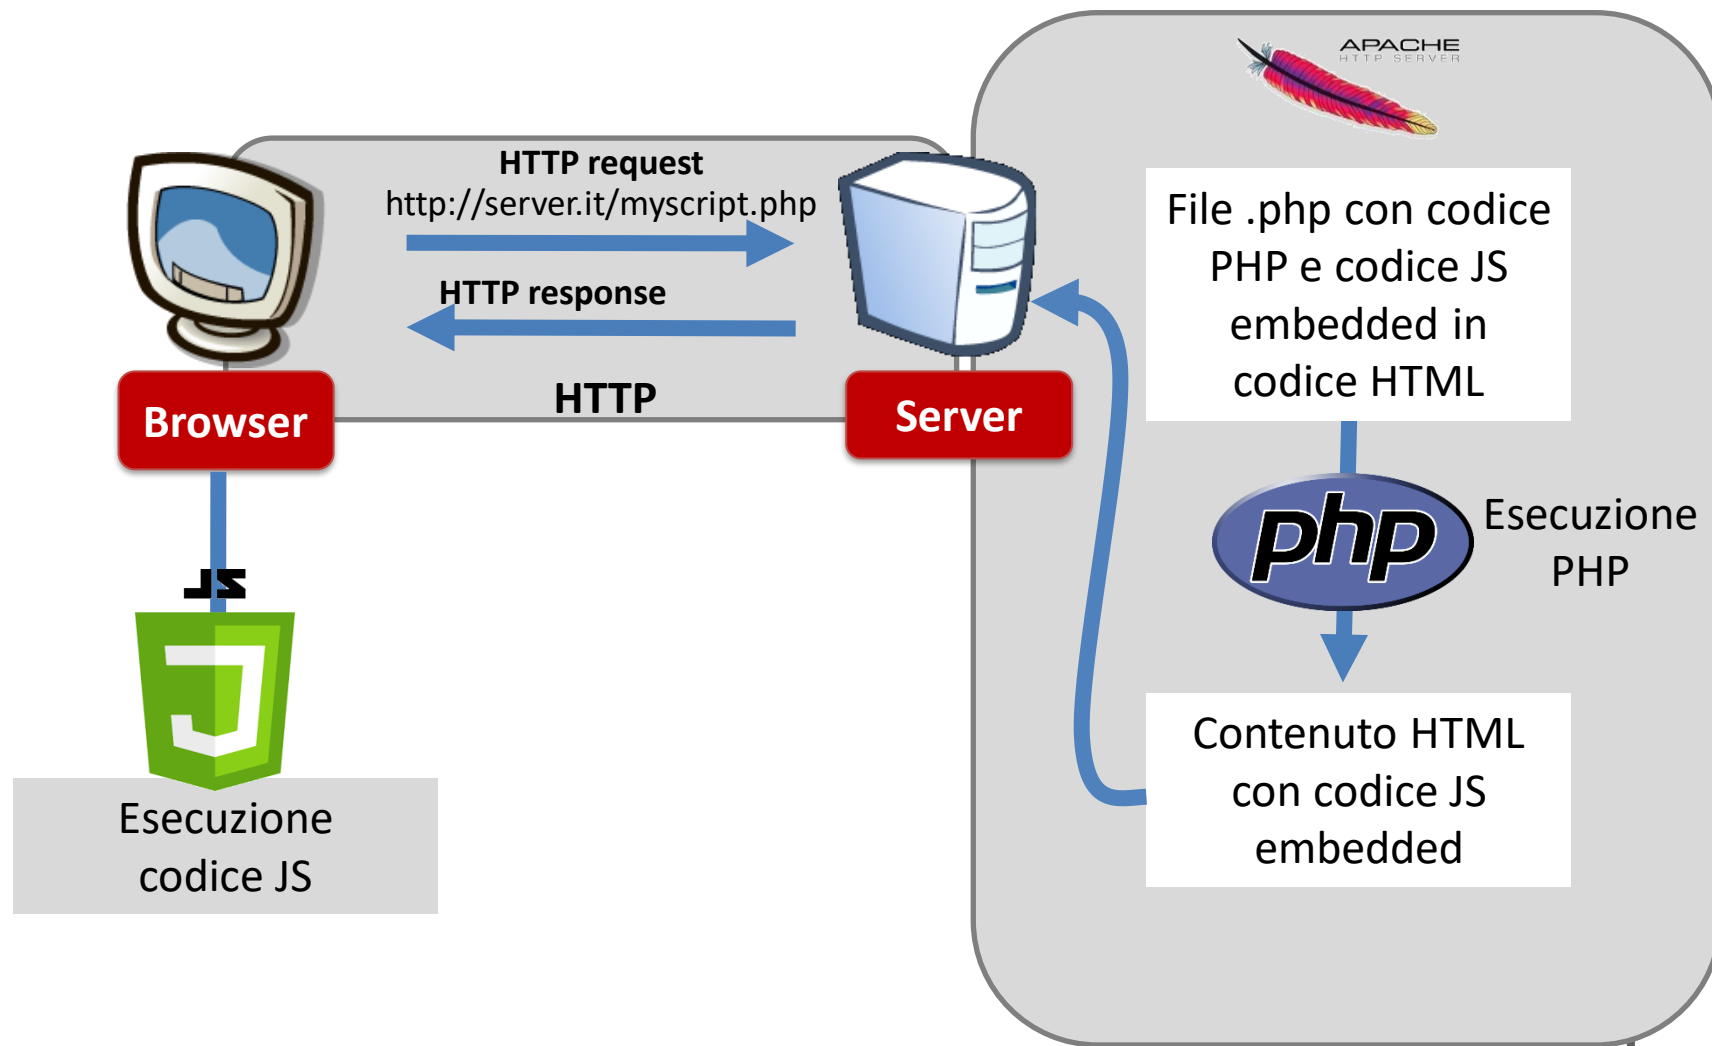 APACHE
HTTP SERVER
HTTP request
http://server.it/myscript.php
HTTP response
HTTP
Browser
Server
File .php con codice
PHP e codice JS
embedded in
codice HTML
php
Esecuzione
PHP
Contenuto HTML
con codice JS
embedded
JS
J
Esecuzione
codice JS